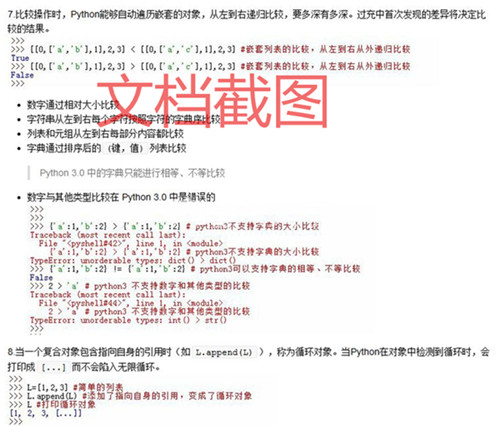 7.比较操作时，Python能够自动遍历嵌套的对象，从左到右递归比较，要多深有多深。过充中首次发现的差异将决定比
较的结果。
>>>
>>> [[0,['a','b'],1],2,3] < [[0,['a','c'],1],2,3] #嵌套列表的比较，从左到右从外递归比较
True
>>> [[0,['a','b'],1],2,3] > [[0,['a','c'],1],2,3] #嵌套列表的比较，从左到右从外递归比较
False
文档截图
• 数字通过相对大小比较
• 字符串从左到右每个字符按照字符的字典序比较
• 列表和元组从左到右每部分内容都比较
• 字典通过排序后的（键，值）列表比较
Python 3.0 中的字典只能进行相等、不等比较
• 数字与其他类型比较在 Python 3.0 中是错误的
>>>
>>>
>>> {'a':1,'b':2} > {'a':1,'b':2} # python3不支持字典的大小比较
Traceback (most recent call last):
File "<pyshell#42>", line 1, in <module>
{'a':1,'b':2} > {'a':1,'b':2} # python3不支持字典的大小比较
TypeError: unorderable types: dict() > dict()
>>> {'a':1,'b':2} != {'a':1,'b':2} # python3可以支持字典的相等、不等比较
False
>>> 2 > 'a' # python3 不支持数字和其他类型的比较
Traceback (most recent call last):
File "<pyshell#44>", line 1, in <module>
2 > 'a' # python3 不支持数字和其他类型的比较
TypeError: unorderable types: int() > str()
>>>
8.当一个复合对象包含指向自身的引用时（如 L.append(L) ），称为循环对象。当Python在对象中检测到循环时，会
打印成 [...] 而不会陷入无限循环。
>>>
>>> L=[1,2,3] #简单的列表
>>> L.append(L) #添加了指向自身的引用，变成了循环对象
>>> L #打印循环对象
[1, 2, 3, [...]]